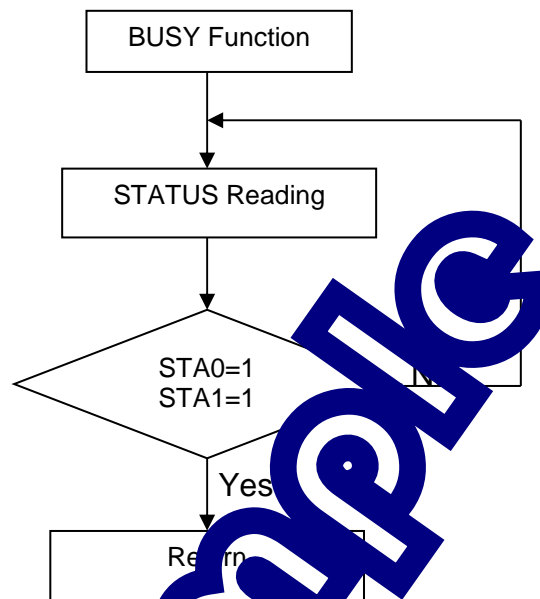 BUSY Function
STATUS Reading
STA0=1
STA1=1
Yes